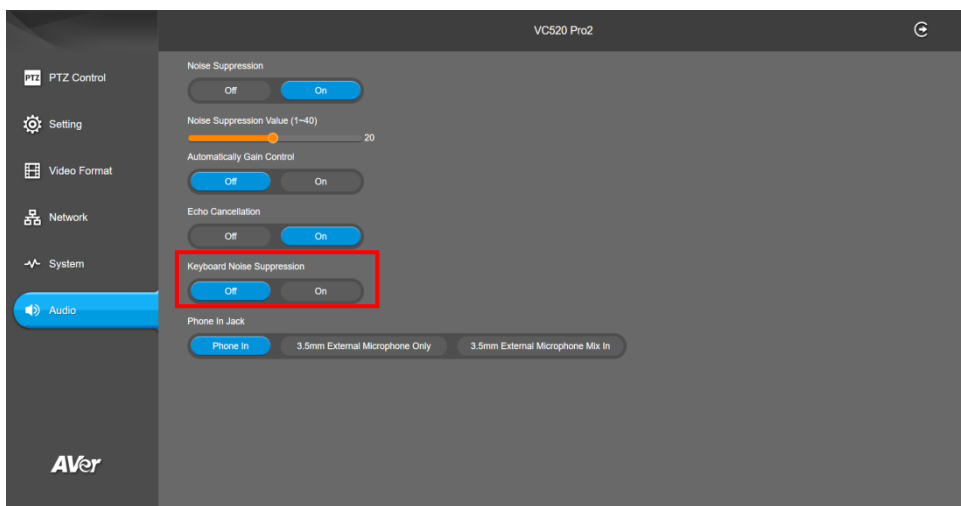 VC520 Pro2
PTZ PTZ Control
Setting
Video Format
Network
System
Audio
AVer
Noise Suppression
Off On
Noise Suppression Value (1~40)
20
Automatically Gain Control
Off On
Echo Cancellation
Off On
Keyboard Noise Suppression
Off On
Phone In Jack
Phone In 3.5mm External Microphone Only 3.5mm External Microphone Mix In